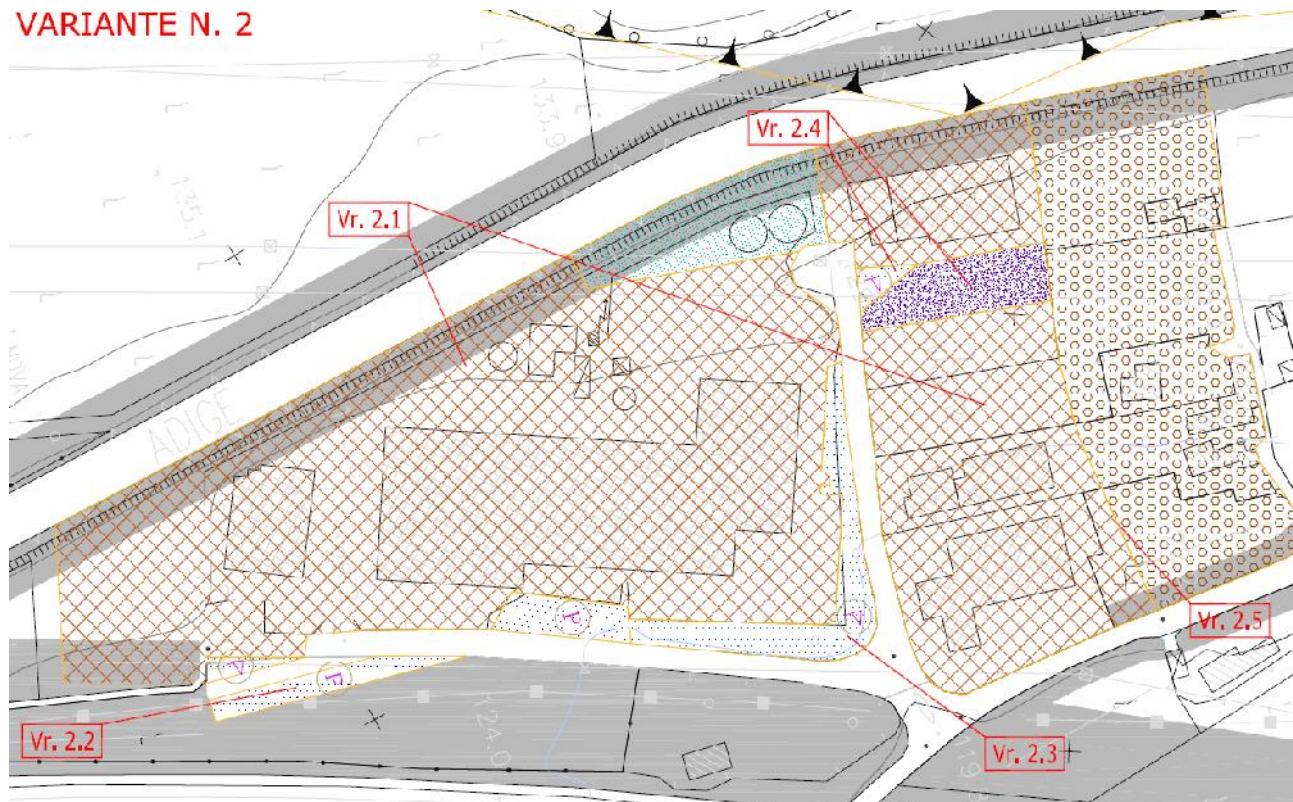 VARIANTE N. 2
133.9
Vr. 2.4
135.1
Vr. 2.1
ADIGE
P
P
Vr. 2.5
Vr. 2.2
124.0
Vr. 2.3